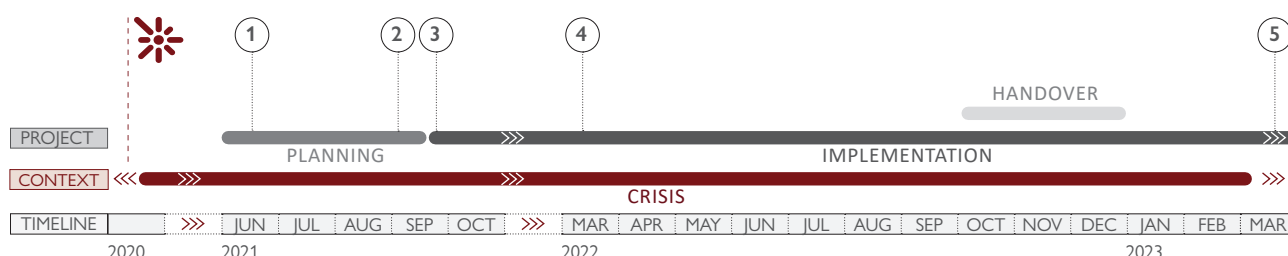 1 2 3 4 5
HANDOVER
PROJECT
PLANNING IMPLEMENTATION
CONTEXT
CRISIS
TIMELINE JUN JUL AUG SEP OCT MAR APR MAY JUN JUL AUG SEP OCT NOV DEC JAN FEB MAR
2020 2021 2022 2023